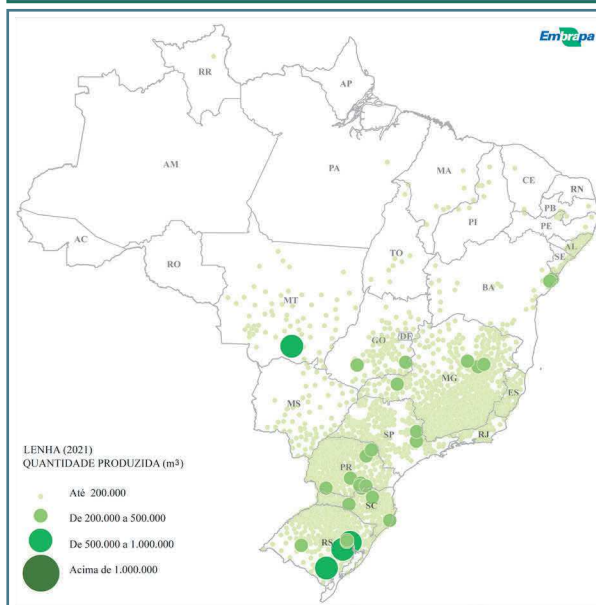 Embrapa
RR
AP
AM
PA
MA
CE
RN
PB
PE
PI
AL
SE
AC
RO
TO
BA
MT
GO
DF
MG
ES
MS
SP
RJ
PR
SC
RS
LENHA (2021)
QUANTIDADE PRODUZIDA (m³)
Até 200.000
De 200.000 a 500.000
De 500.000 a 1.000.000
Acima de 1.000.000